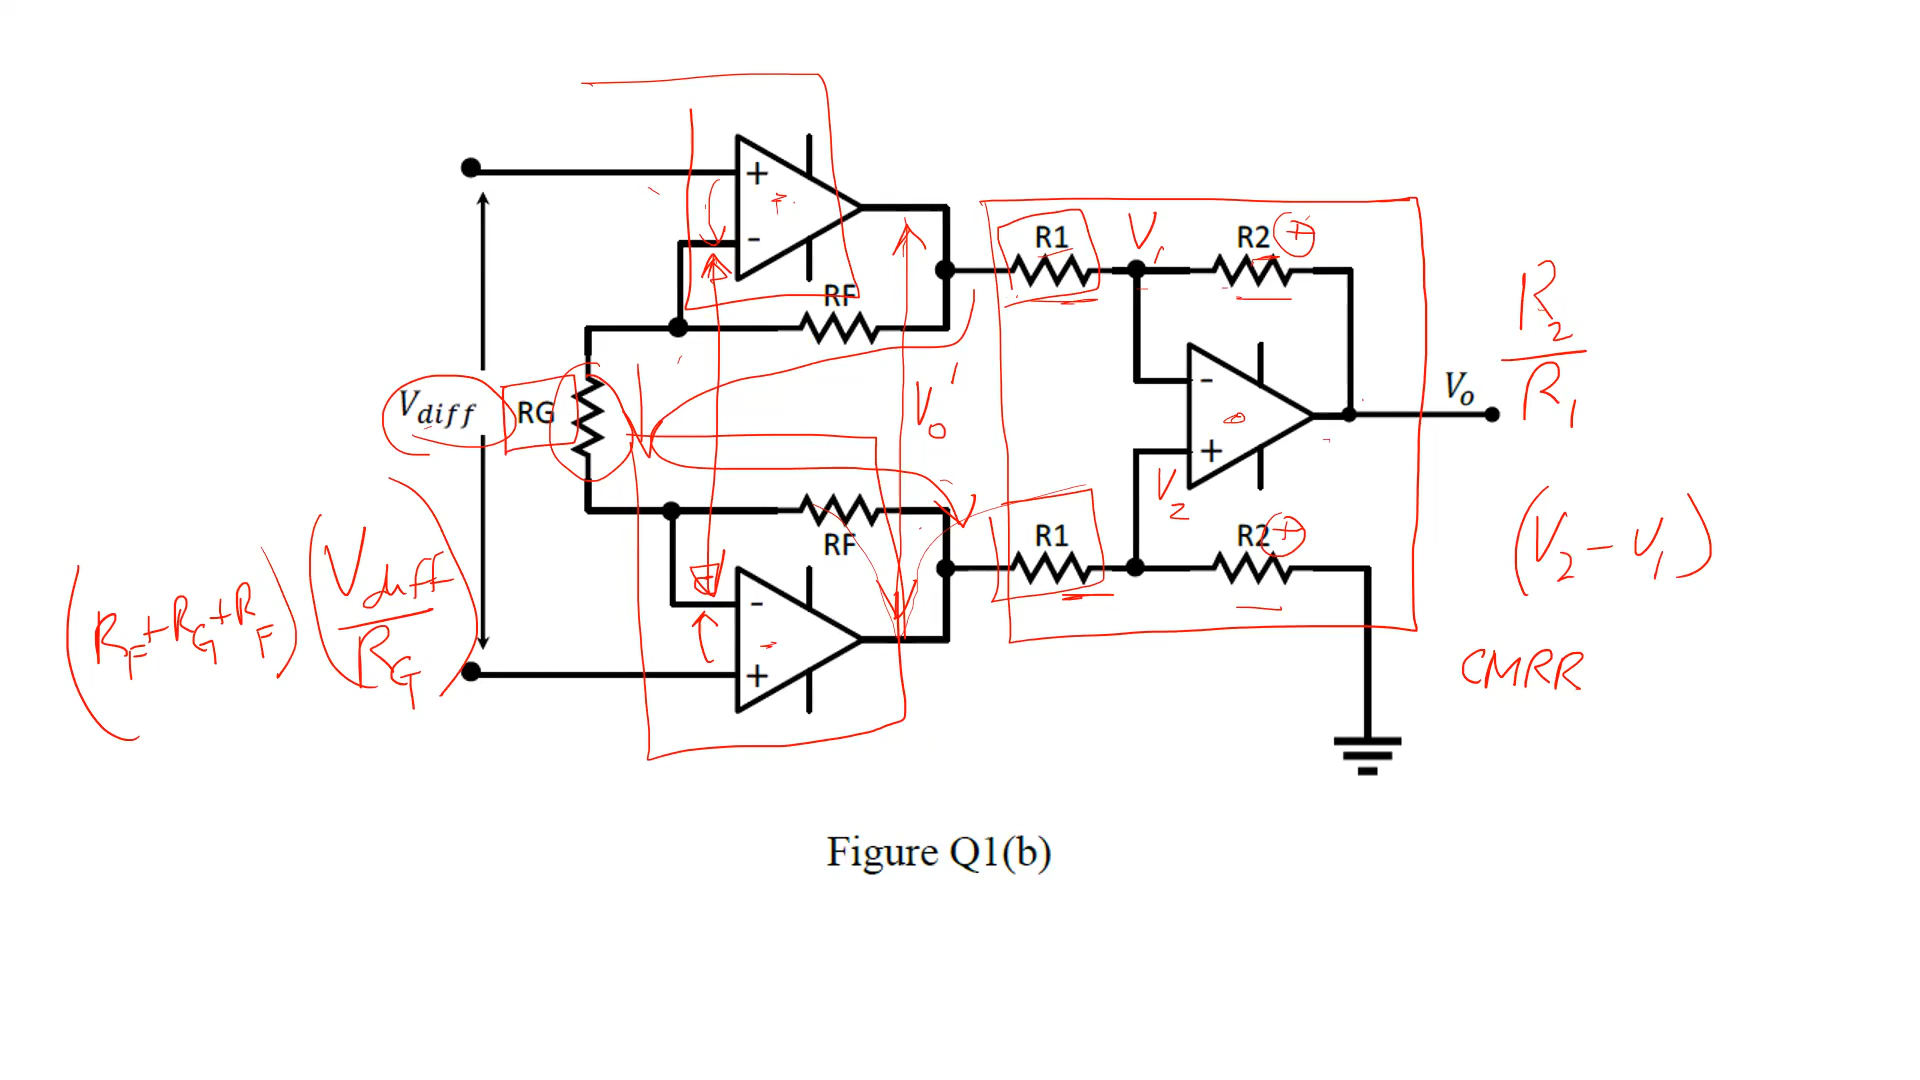 +
-
RF
R1
V1
R2 +
R2
R1
Vdiff
RG
V0'
-
+
Vo
V2
(V2 - V1)
RF
R1
R2 +
(RF+RG+RF) (Vdiff
RG)
-
+
CMRR
Figure Q1(b)